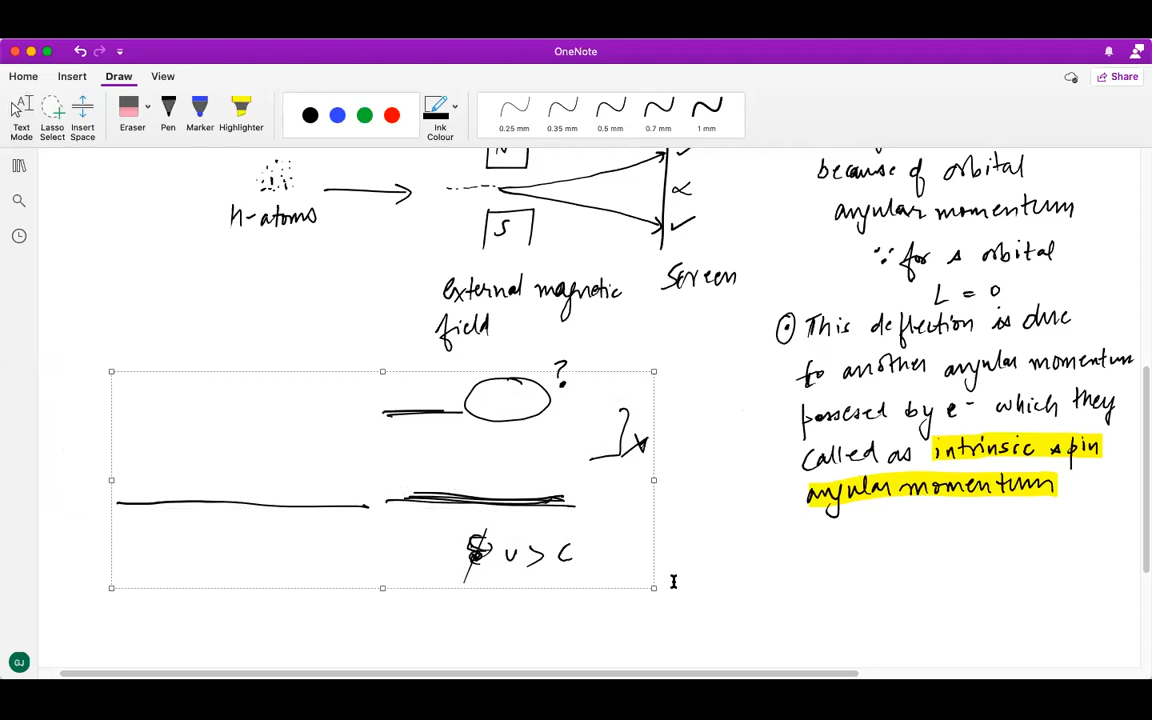 OneNote
Home Insert Draw View
Share
Text Mode
Lasso Select
Insert Space
Eraser
Pen
Marker
Highlighter
Ink Colour
0.25 mm
0.35 mm
0.5 mm
0.7 mm
1 mm
N
h-atoms
S
external magnetic
field
Screen
?
v > c
because of orbital
angular momentum
∵ for s orbital
L = 0
This deflection is due
to another angular momentum
possesed by e- which they
called as intrinsic spin
angular momentum
GJ